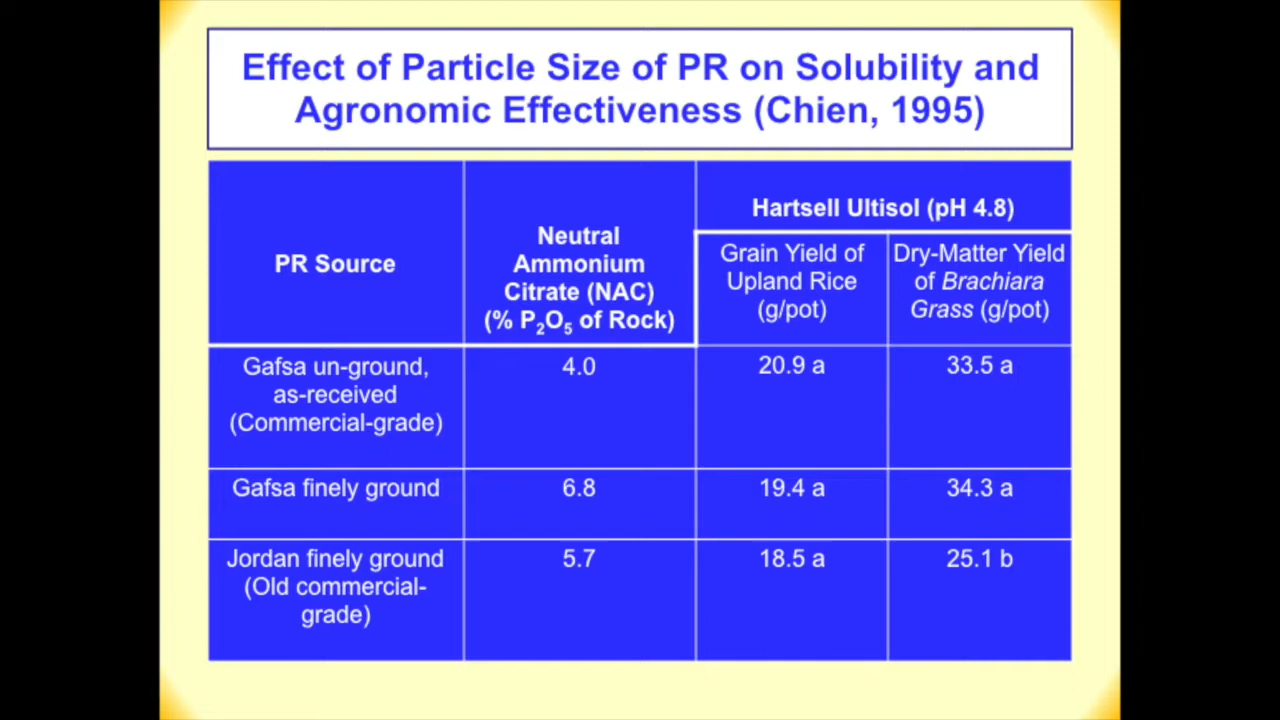 Effect of Particle Size of PR on Solubility and
Agronomic Effectiveness (Chien, 1995)
PR Source
Neutral
Ammonium
Citrate (NAC)
(% P₂O₅ of Rock)
Hartsell Ultisol (pH 4.8)
Grain Yield of
Upland Rice
(g/pot)
Dry-Matter Yield
of Brachiara
Grass (g/pot)
Gafsa un-ground,
as-received
(Commercial-grade)
4.0
20.9 a
33.5 a
Gafsa finely ground
6.8
19.4 a
34.3 a
Jordan finely ground
(Old commercial-
grade)
5.7
18.5 a
25.1 b